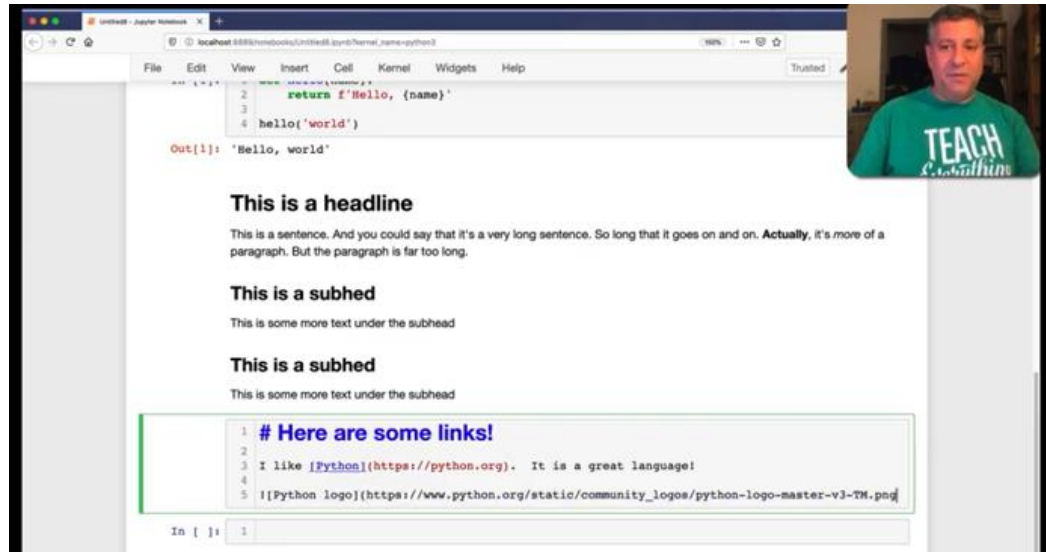 Untitled8 - Jupyter Notebook
localhost:8889/notebooks/Untitled8.ipynb?kernel_name=python3
150%
File Edit View Insert Cell Kernel Widgets Help
Trusted
2 return f'Hello, {name}'
3
4 hello('world')
Out[1]: 'Hello, world'
This is a headline
This is a sentence. And you could say that it's a very long sentence. So long that it goes on and on. Actually, it's more of a
paragraph. But the paragraph is far too long.
This is a subhed
This is some more text under the subhead
This is a subhed
This is some more text under the subhead
1 # Here are some links!
2
3 I like [Python](https://python.org). It is a great language!
4
5 ![Python logo](https://www.python.org/static/community_logos/python-logo-master-v3-TM.png
In [ ]: 1
TEACH
Everything